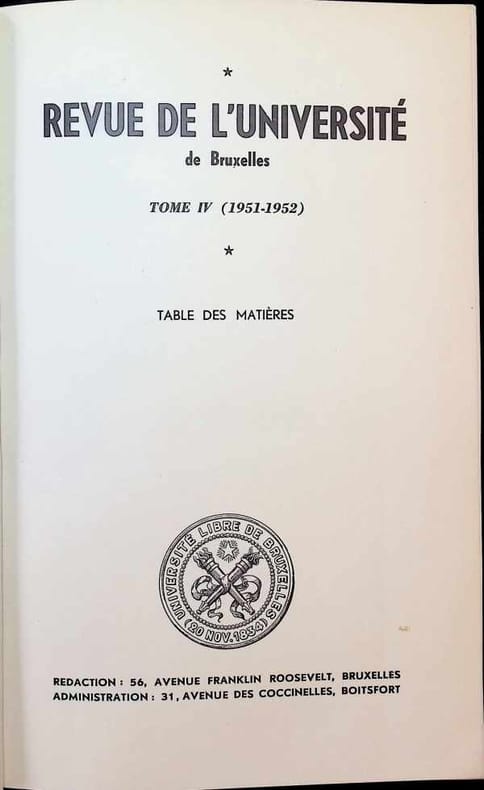 REVUE DE L'UNIVERSITÉ
de Bruxelles
TOME IV (1951-1952)
TABLE DES MATIÈRES
UNIVERSITÉ LIBRE DE BRUXELLES
(20 NOV. 1834)
REDACTION : 56, AVENUE FRANKLIN ROOSEVELT, BRUXELLES
ADMINISTRATION : 31, AVENUE DES COCCINELLES, BOITSFORT